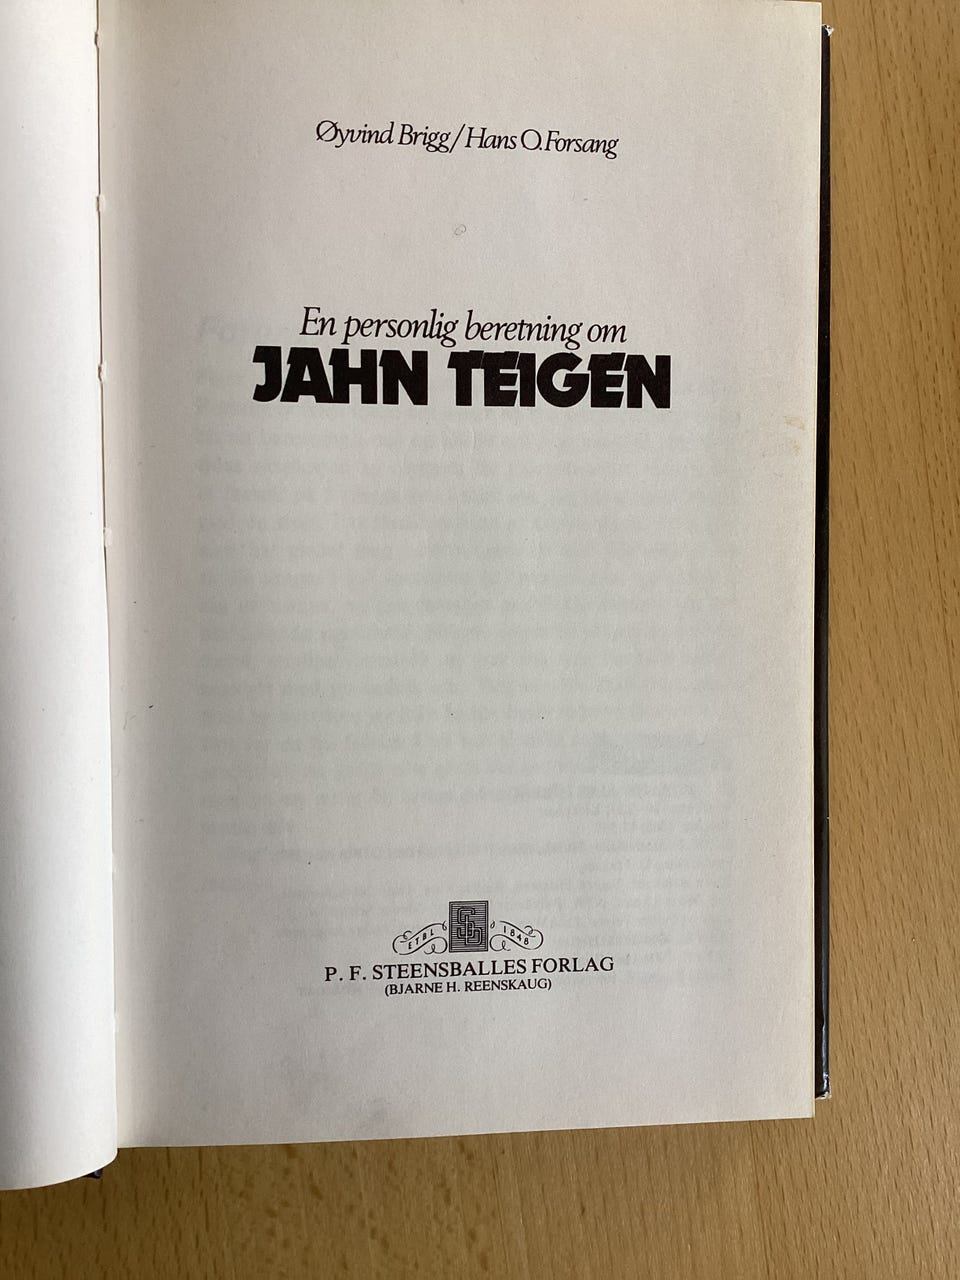 Øyvind Brigg/Hans O. Forsang
En personlig beretning om
JAHN TEIGEN
ETBL 1848
P. F. STEENSBALLES FORLAG
(BJARNE H. REENSKAUG)